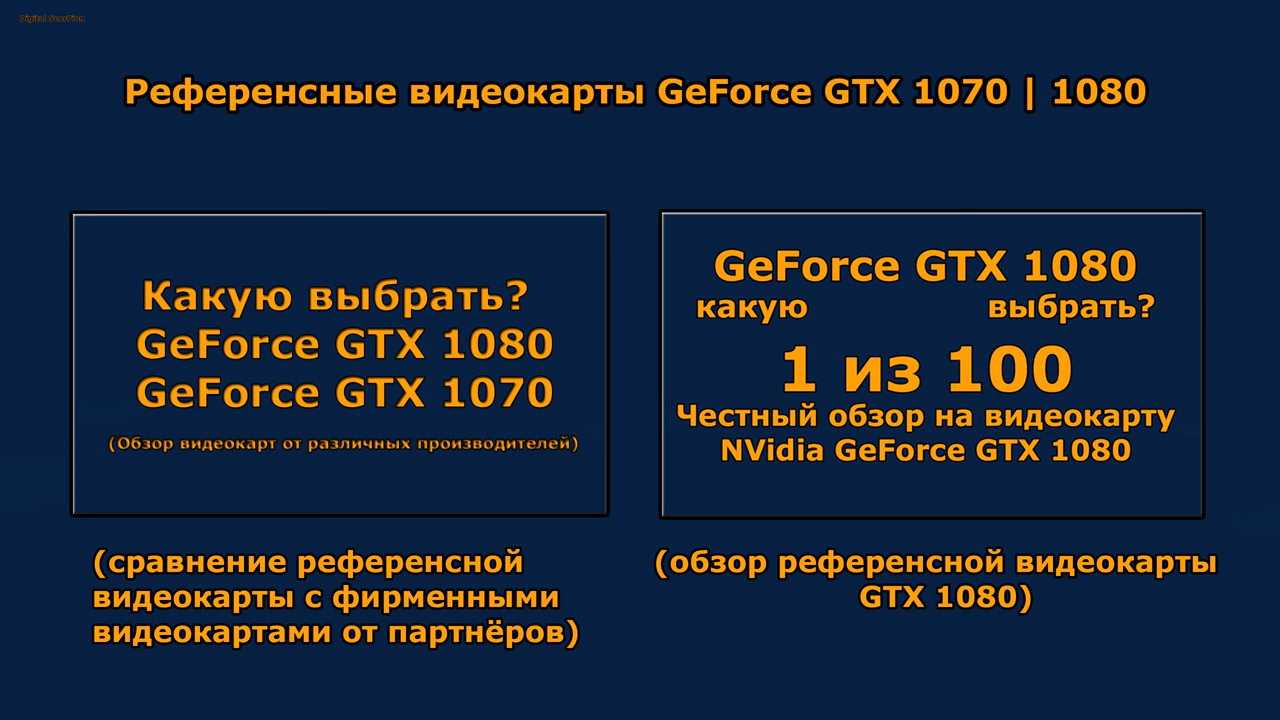 Digital Scorpion
Референсные видеокарты GeForce GTX 1070 | 1080
Какую выбрать?
GeForce GTX 1080
GeForce GTX 1070
(Обзор видеокарт от различных производителей)
(сравнение референсной
видеокарты с фирменными
видеокартами от партнёров)
GeForce GTX 1080
какую выбрать?
1 из 100
Честный обзор на видеокарту
NVidia GeForce GTX 1080
(обзор референсной видеокарты
GTX 1080)